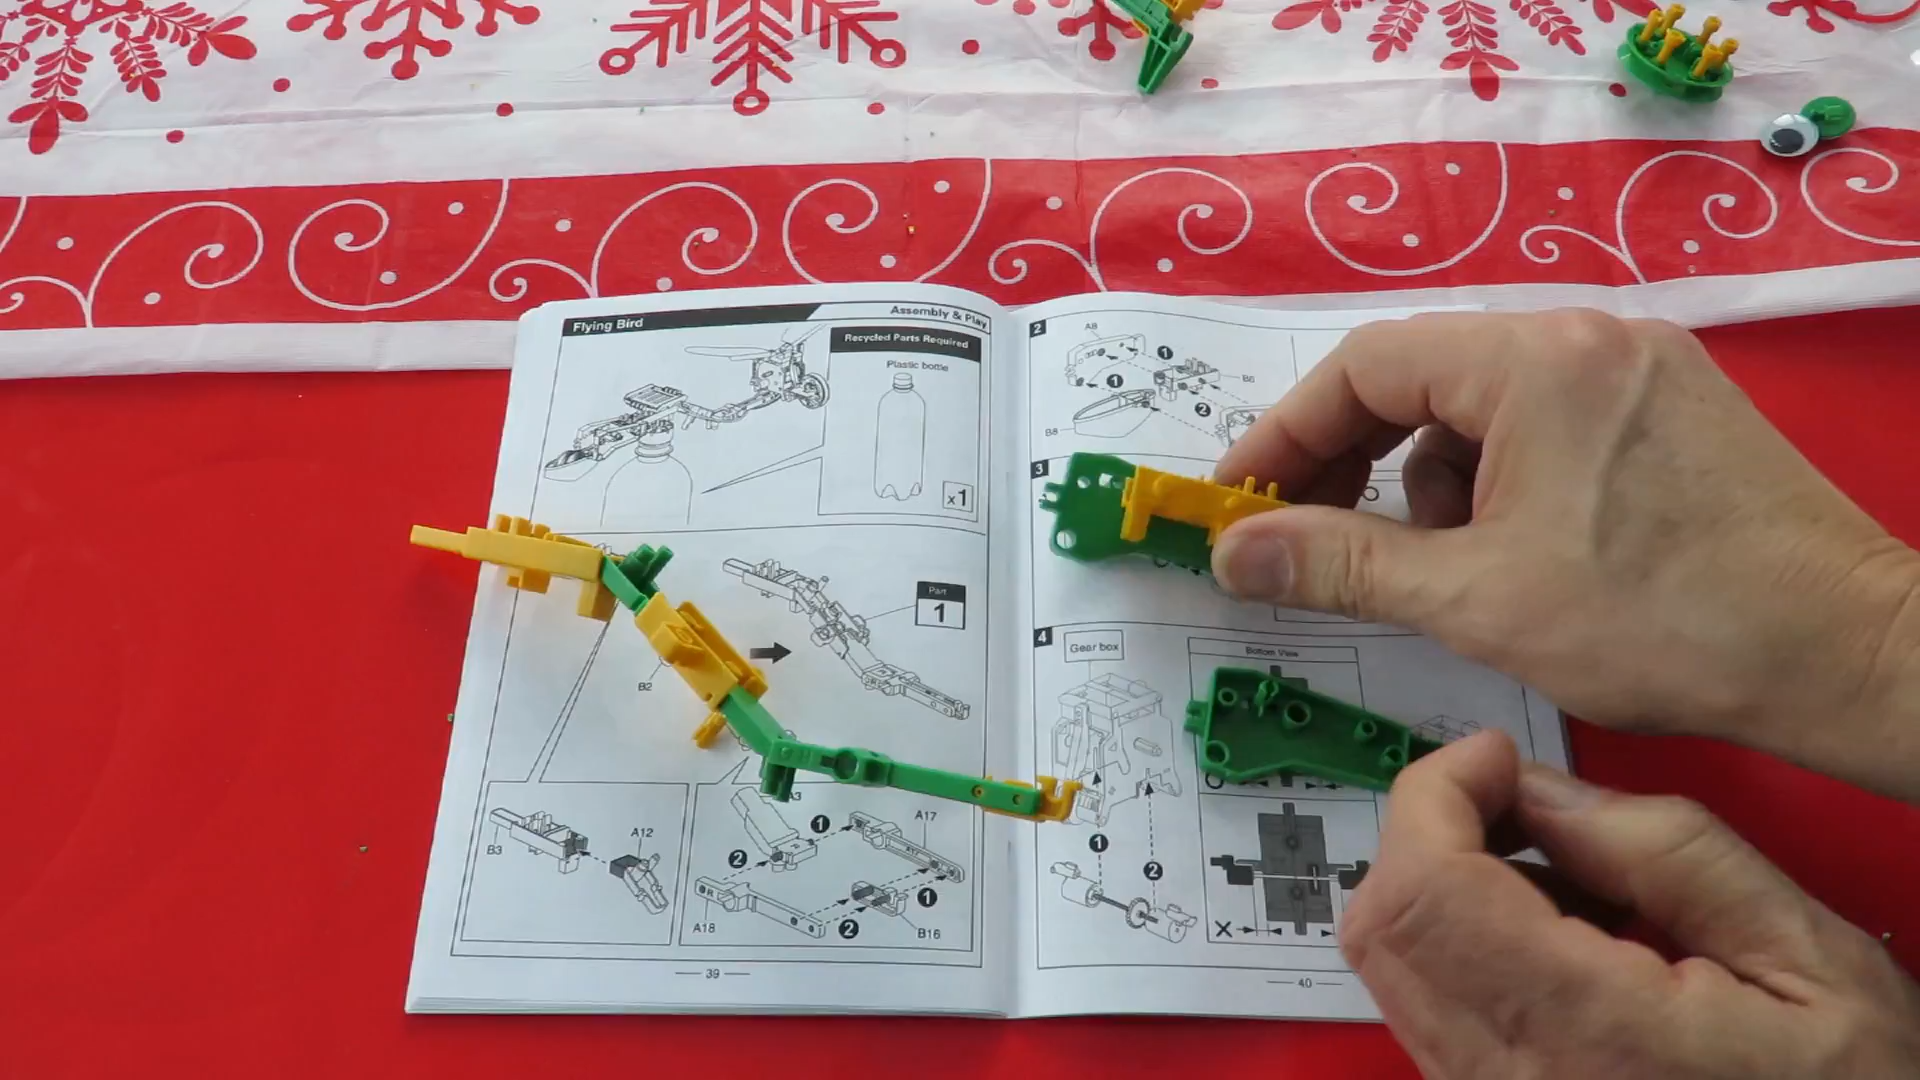 Flying Bird
Assembly & Play
Recycled Parts Required
Plastic bottle
x1
Part
1
B2
B3
A12
A3
1
A17
2
R
1
A18
2
B16
39
2
A8
1
B6
1
2
B8
3
4
Gear box
Bottom View
1
2
40